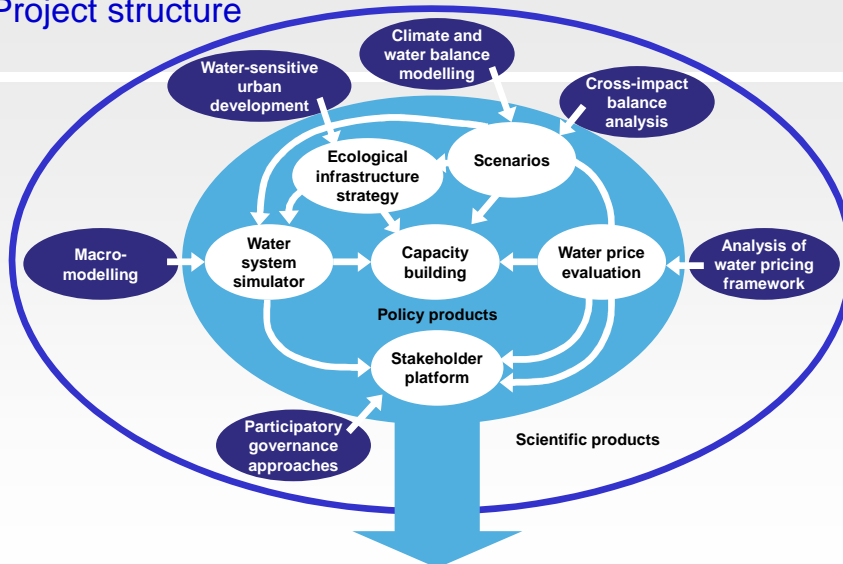 Project structure
Climate and
water balance
modelling
Water-sensitive
urban
development
Cross-impact
balance
analysis
Ecological
infrastructure
strategy
Scenarios
Macro-
modelling
Water
system
simulator
Capacity
building
Water price
evaluation
Analysis of
water pricing
framework
Policy products
Stakeholder
platform
Participatory
governance
approaches
Scientific products